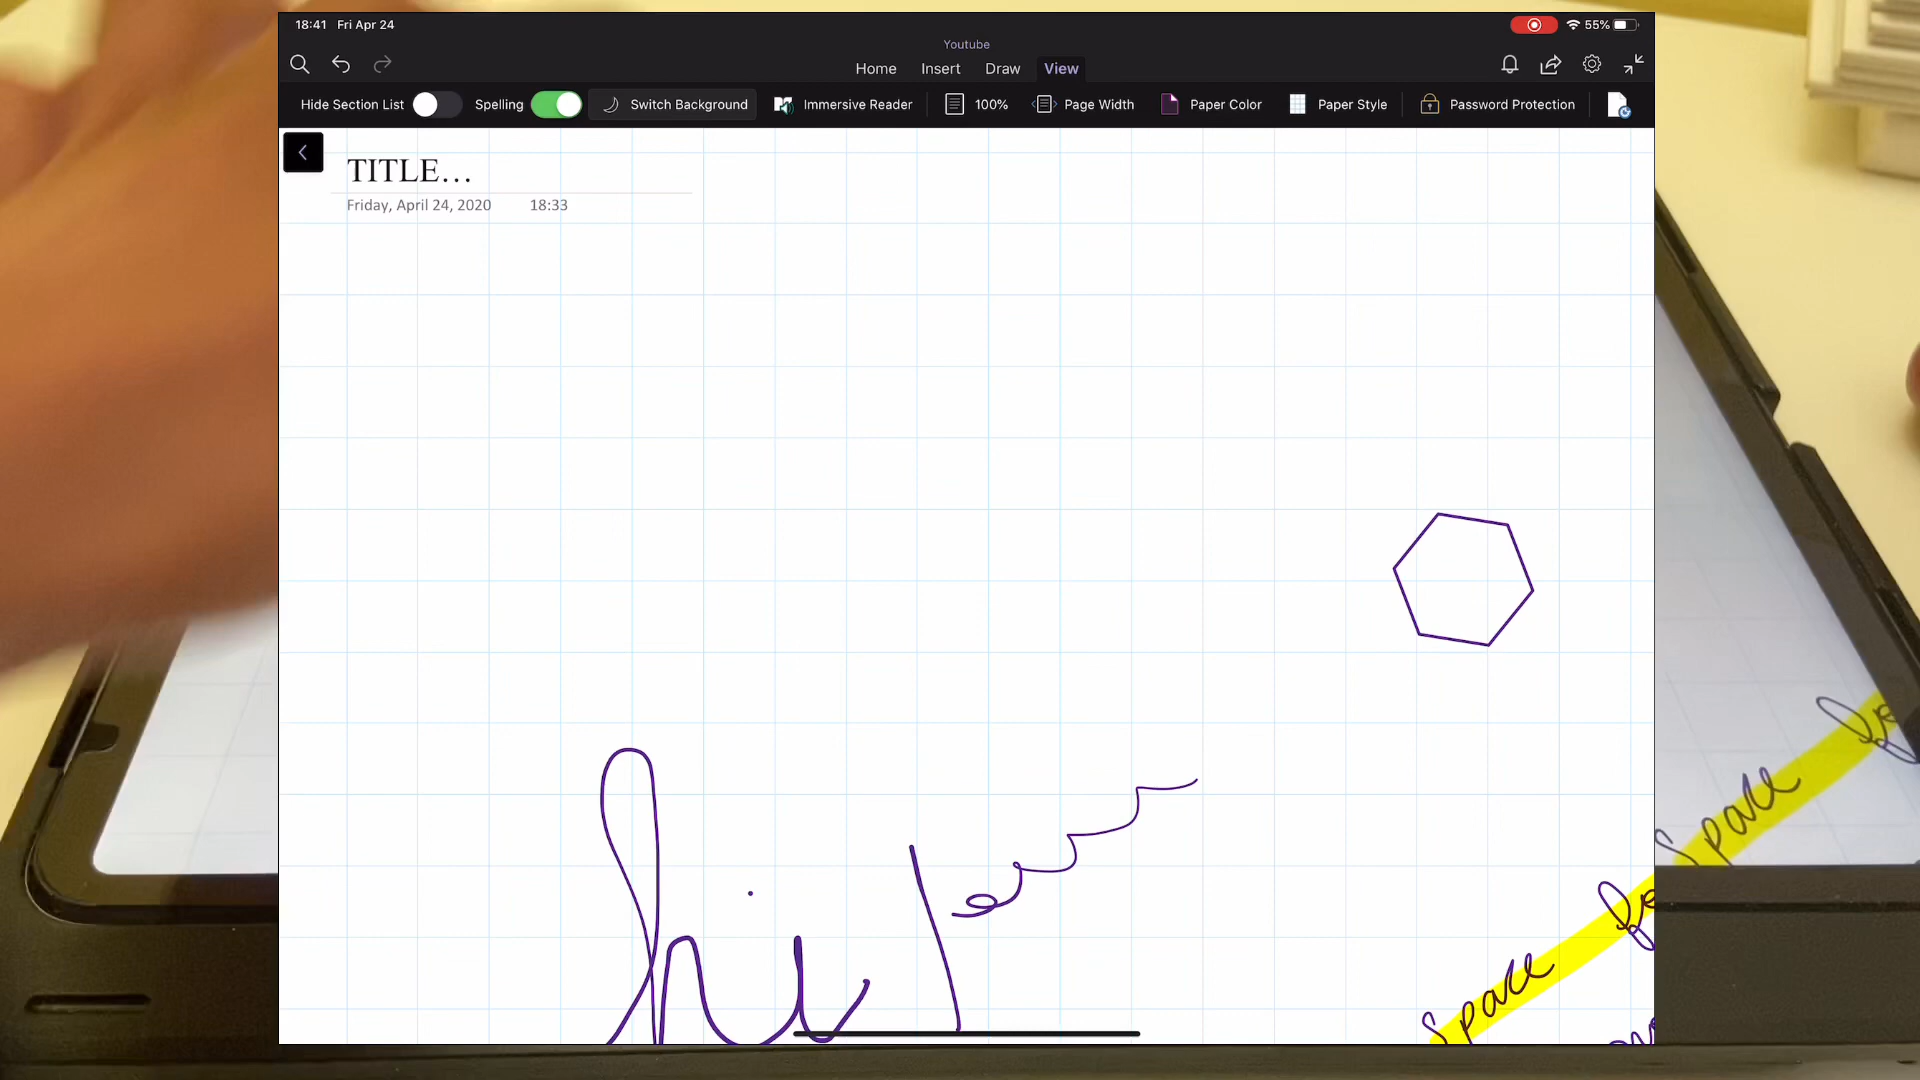 18:41 Fri Apr 24 55%
Youtube
Home Insert Draw View
Hide Section List Spelling Switch Background Immersive Reader 100% Page Width Paper Color Paper Style Password Protection
TITLE...
Friday, April 24, 2020 18:33
hi
Space
Space